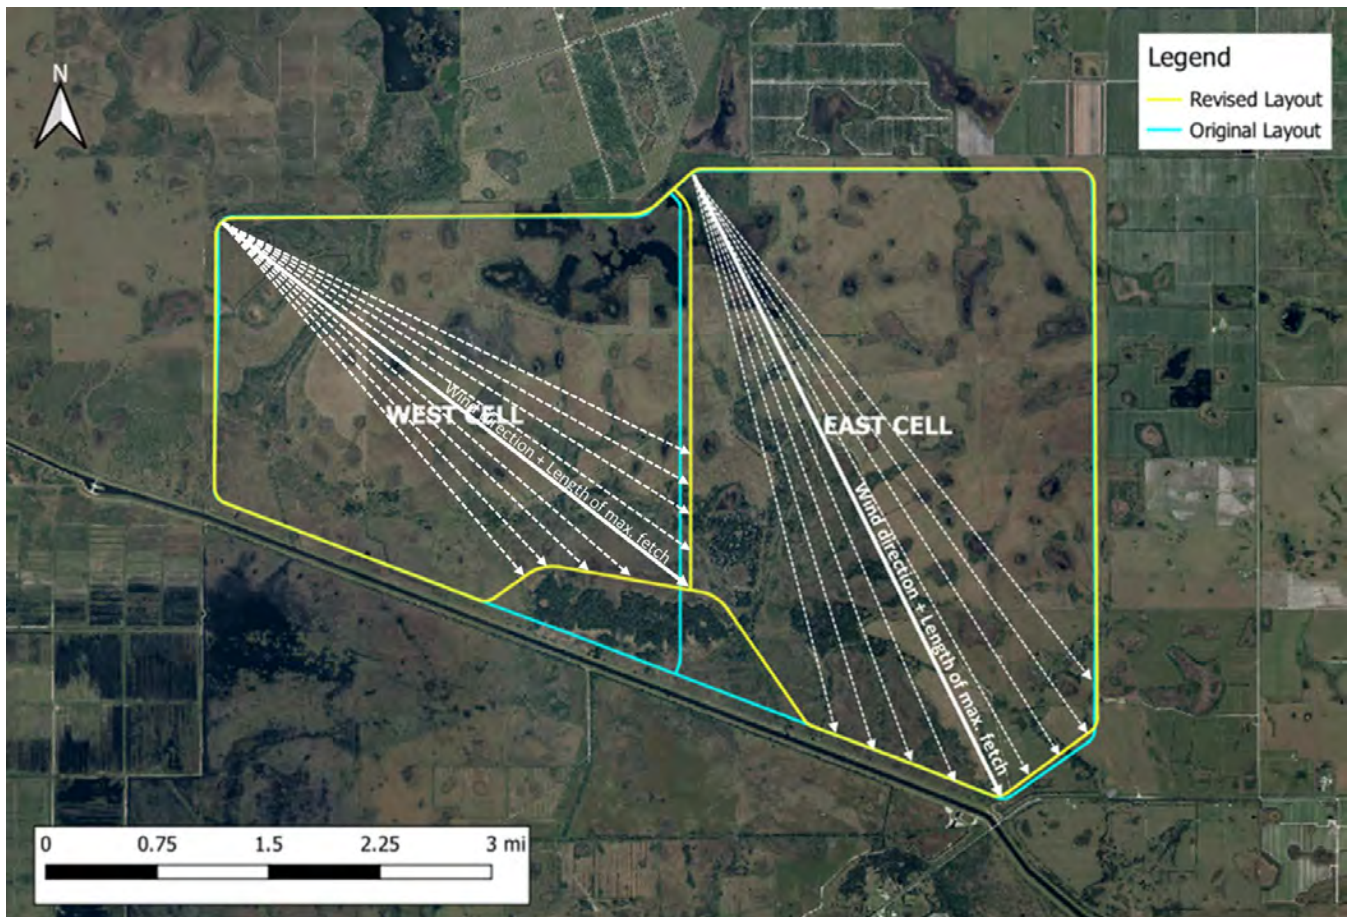 N
Legend
Revised Layout
Original Layout
WEST CELL
Wind direction + Length of max. fetch
EAST CELL
Wind direction + Length of max. fetch
0 0.75 1.5 2.25 3 mi